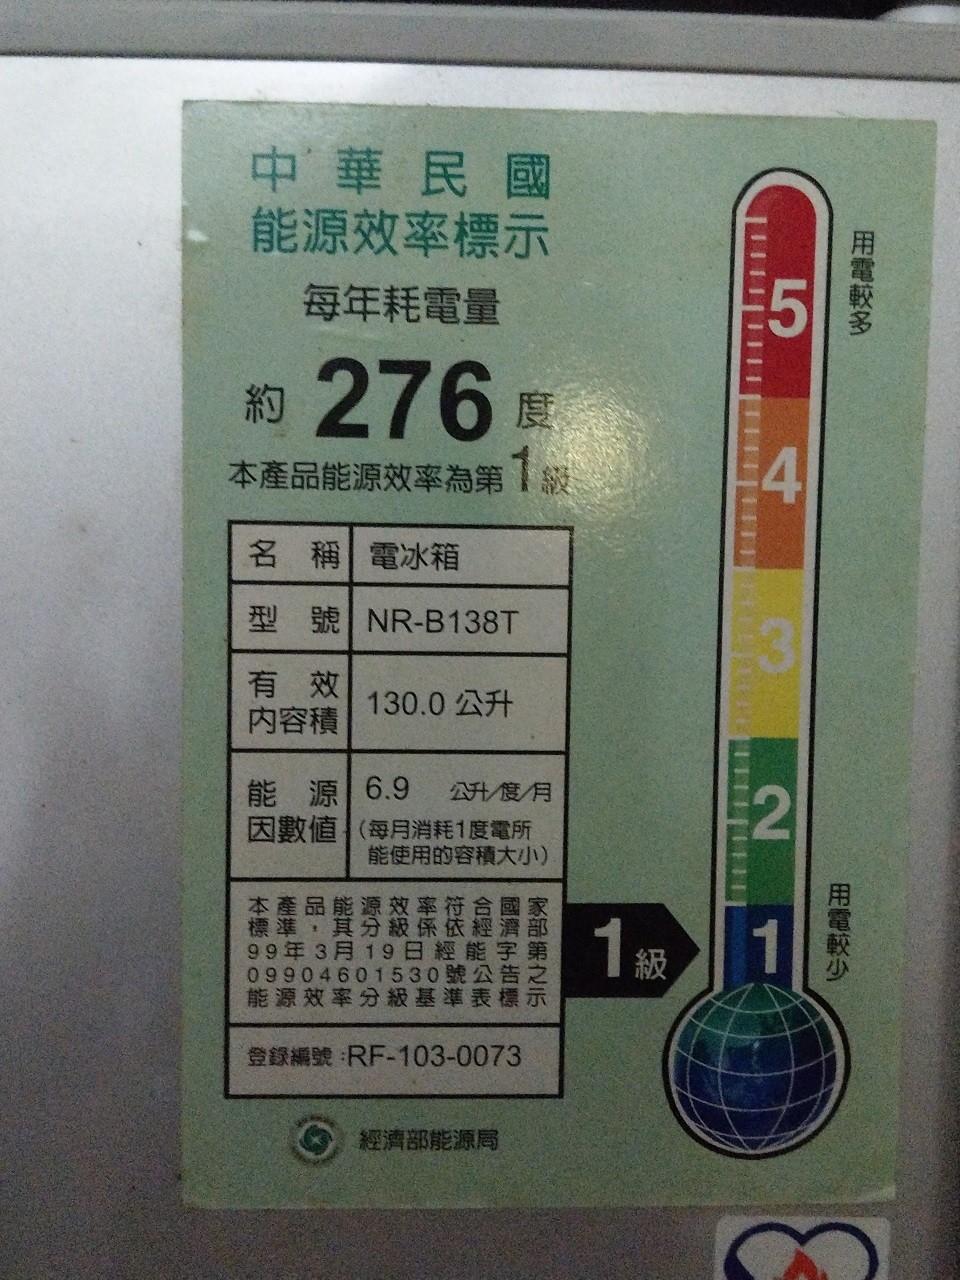 中華民國
能源效率標示
每年耗電量
約 276 度
本產品能源效率為第1級
名稱 電冰箱
型號 NR-B138T
有效內容積 130.0 公升
能源因數值 6.9 公升/度/月
(每月消耗1度電所
能使用的容積大小)
本產品能源效率符合國家
標準，其分級係依經濟部
99年3月19日經能字第
09904601530號公告之
能源效率分級基準表標示
登錄編號:RF-103-0073
經濟部能源局
用電較多
5
4
3
2
1
用電較少
1級